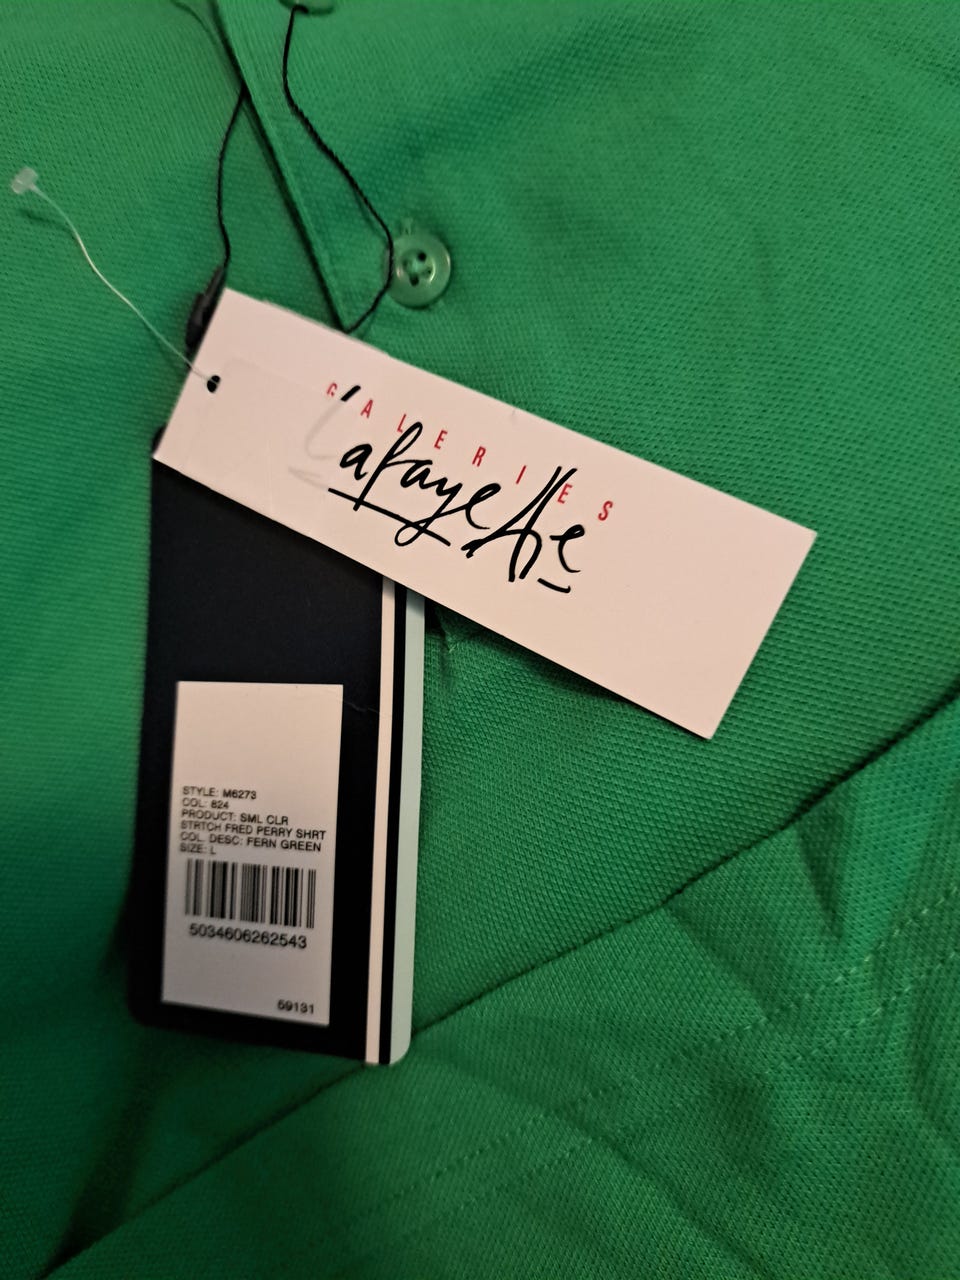 GALERIES
Lafayette
STYLE: M6273
COL: 824
PRODUCT: SML CLR
STRTCH FRED PERRY SHRT
COL. DESC: FERN GREEN
SIZE: L
5034606262543
59131